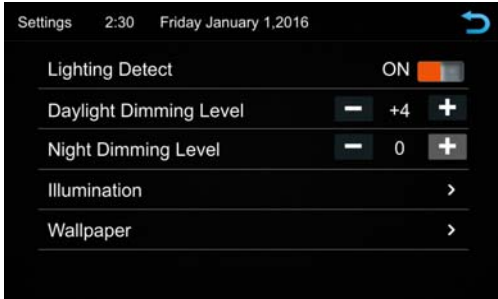 Settings 2:30 Friday January 1,2016
Lighting Detect ON
Daylight Dimming Level − +4 +
Night Dimming Level − 0 +
Illumination >
Wallpaper >